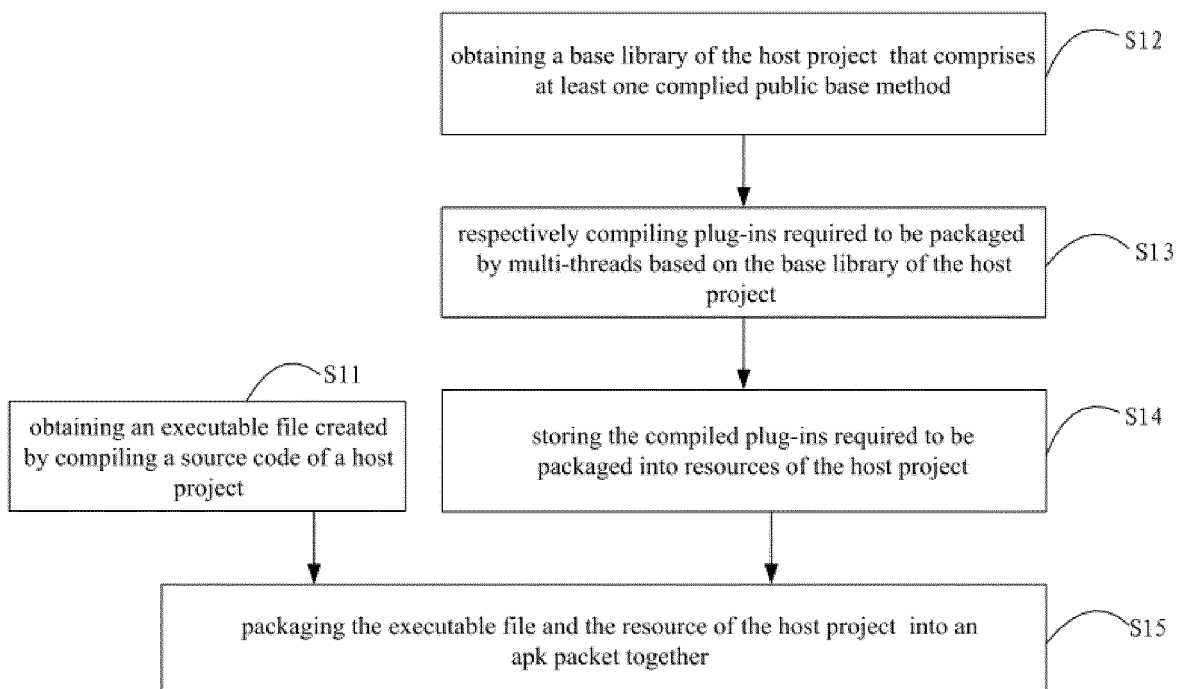 S12
obtaining a base library of the host project that comprises
at least one complied public base method
respectively compiling plug-ins required to be packaged
by multi-threads based on the base library of the host
project
S13
S11
obtaining an executable file created
by compiling a source code of a host
project
storing the compiled plug-ins required to be
packaged into resources of the host project
S14
packaging the executable file and the resource of the host project into an
apk packet together
S15